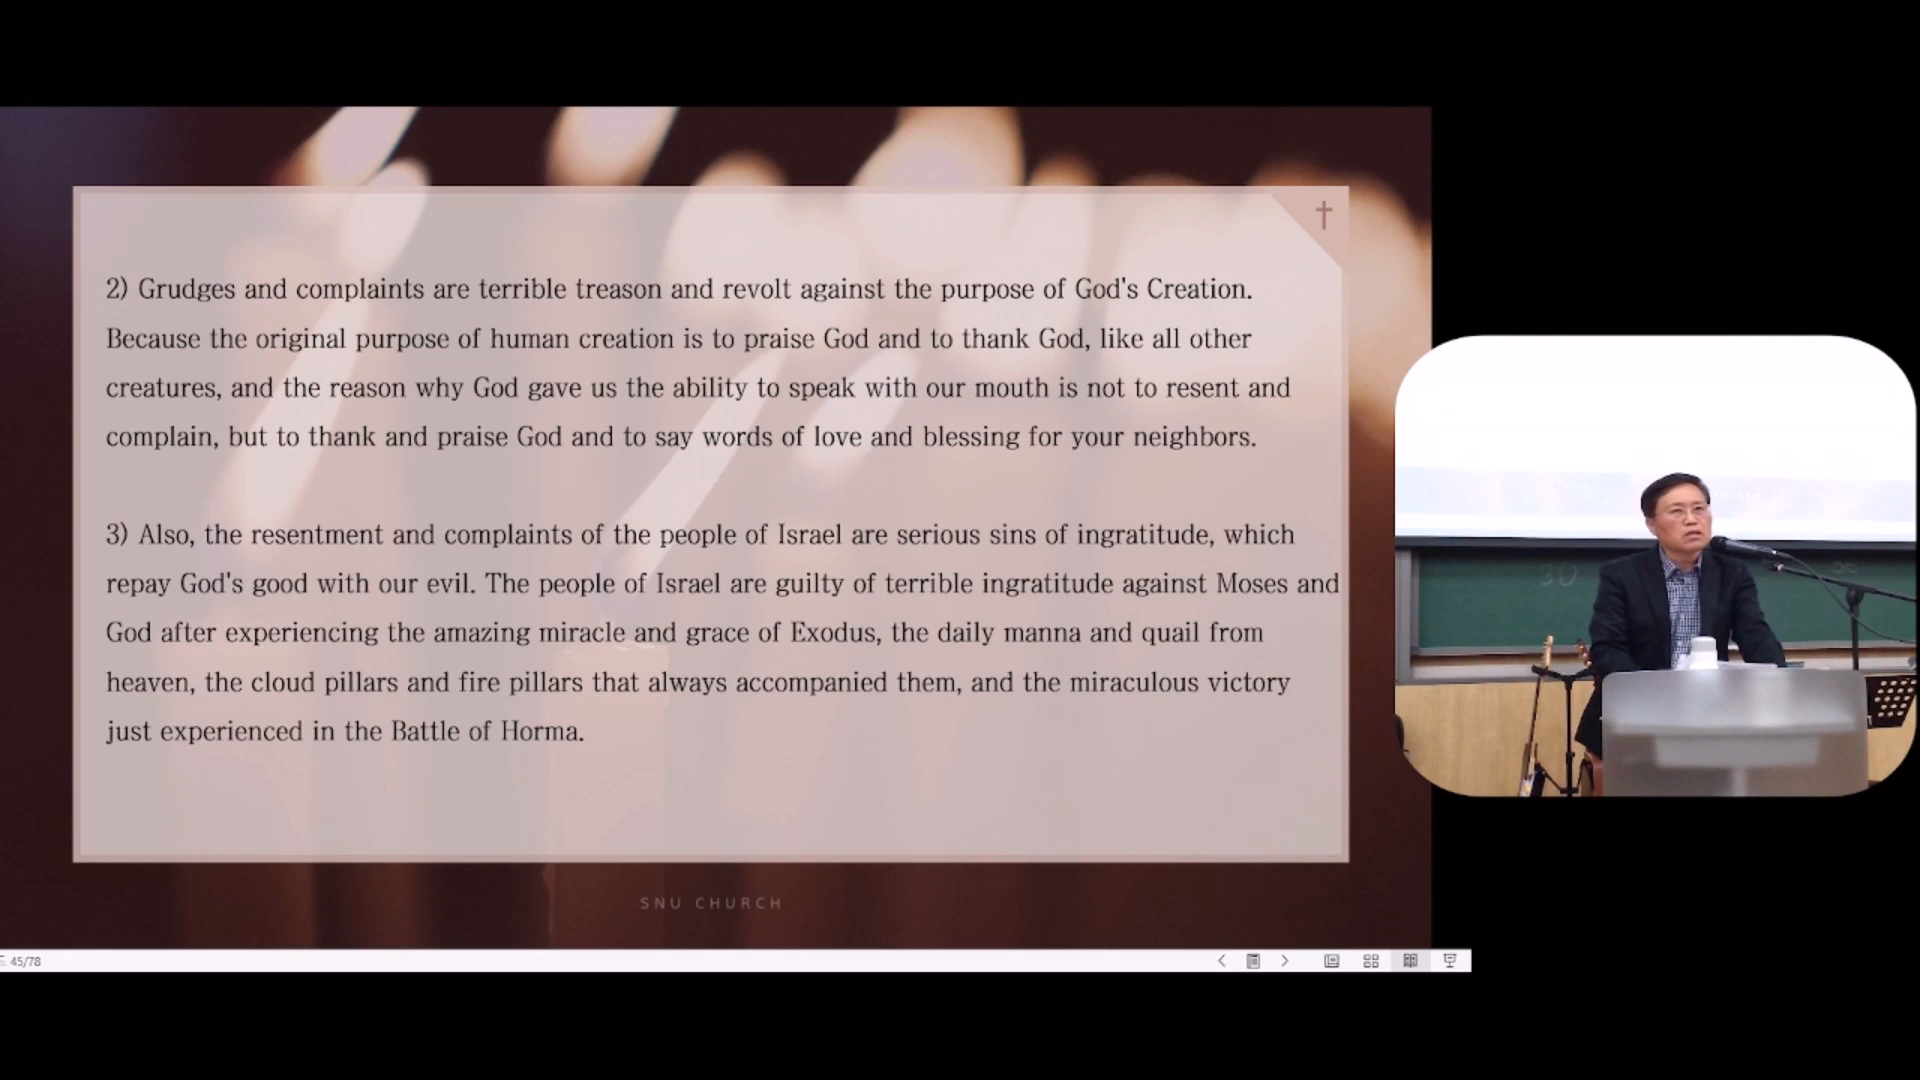 2) Grudges and complaints are terrible treason and revolt against the purpose of God's Creation.
Because the original purpose of human creation is to praise God and to thank God, like all other
creatures, and the reason why God gave us the ability to speak with our mouth is not to resent and
complain, but to thank and praise God and to say words of love and blessing for your neighbors.
3) Also, the resentment and complaints of the people of Israel are serious sins of ingratitude, which
repay God's good with our evil. The people of Israel are guilty of terrible ingratitude against Moses and
God after experiencing the amazing miracle and grace of Exodus, the daily manna and quail from
heaven, the cloud pillars and fire pillars that always accompanied them, and the miraculous victory
just experienced in the Battle of Horma.
SNU CHURCH
45/78
30